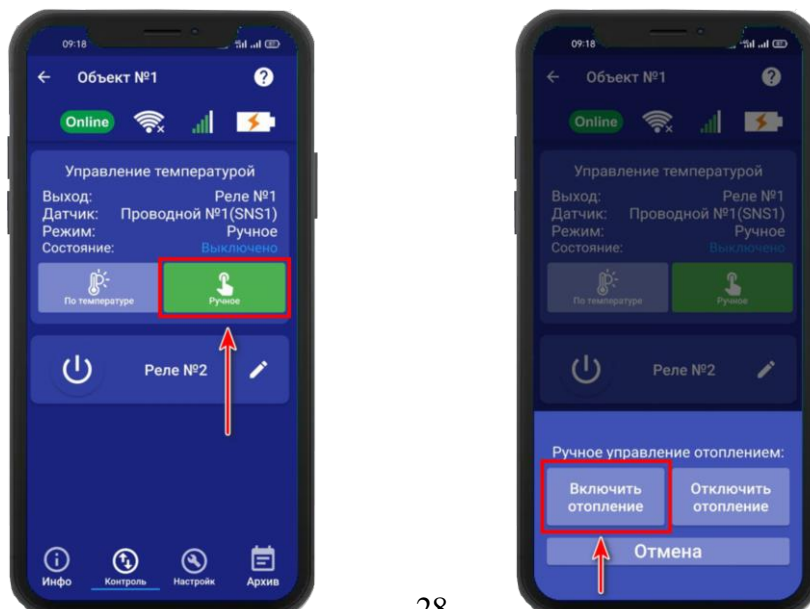 09:18
Объект №1
?
Online
Управление температурой
Выход: Реле №1
Датчик: Проводной №1(SNS1)
Режим: Ручное
Состояние: Выключено
По температуре
Ручное
Реле №2
Инфо
Контроль
Настройк
Архив
09:18
Объект №1
?
Online
Управление температурой
Выход: Реле №1
Датчик: Проводной №1(SNS1)
Режим: Ручное
Состояние: Выключено
По температуре
Ручное
Реле №2
Ручное управление отоплением:
Включить
отопление
Отключить
отопление
Отмена
28